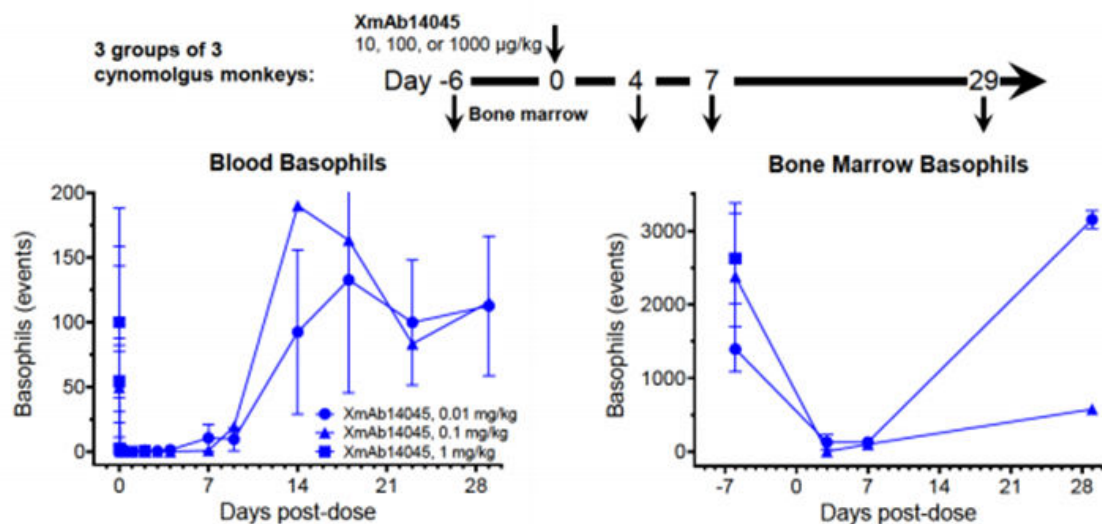 XmAb14045
10, 100, or 1000 µg/kg
3 groups of 3
cynomolgus monkeys:
Day -6 0 4 7 29
Bone marrow
Blood Basophils
Basophils (events)
200
150
100
50
0
XmAb14045, 0.01 mg/kg
XmAb14045, 0.1 mg/kg
XmAb14045, 1 mg/kg
0 7 14 21 28
Days post-dose
Bone Marrow Basophils
Basophils (events)
3000
2000
1000
0
-7 0 7 14 21 28
Days post-dose